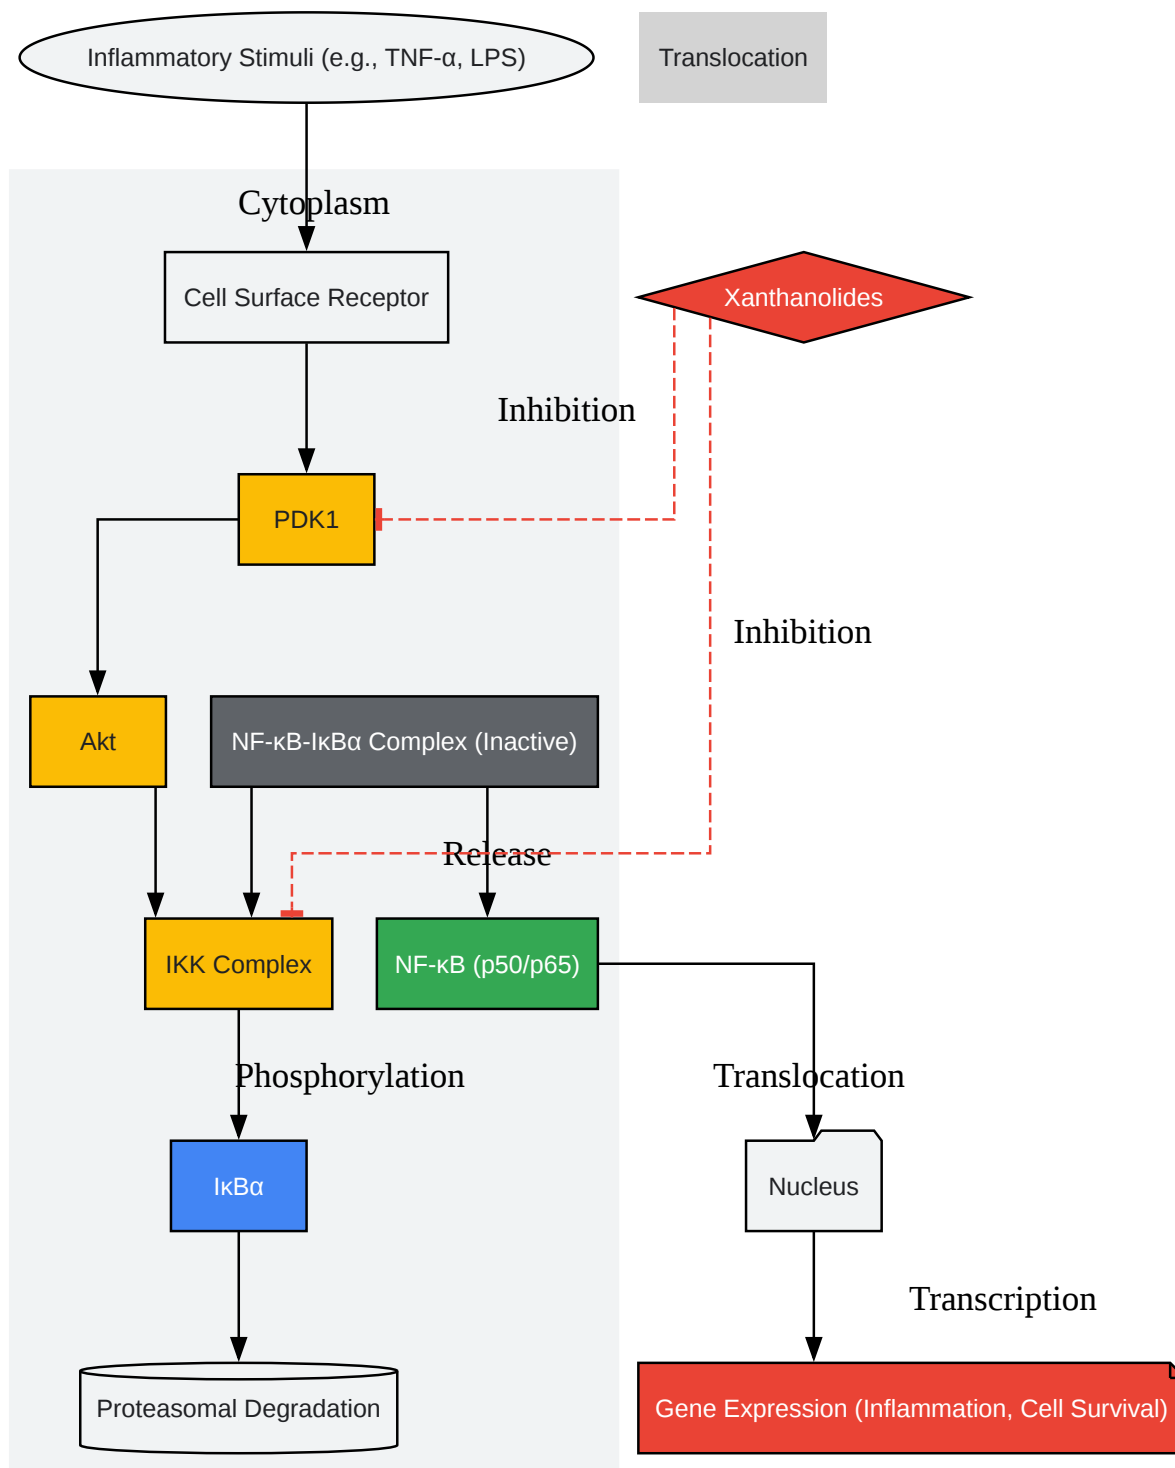 Inflammatory Stimuli (e.g., TNF-α, LPS)
Translocation
Cytoplasm
Cell Surface Receptor
Xanthanolides
Inhibition
PDK1
Inhibition
Akt
NF-κB-IκBα Complex (Inactive)
Release
IKK Complex
NF-κB (p50/p65)
Phosphorylation
Translocation
IκBα
Nucleus
Transcription
Proteasomal Degradation
Gene Expression (Inflammation, Cell Survival)